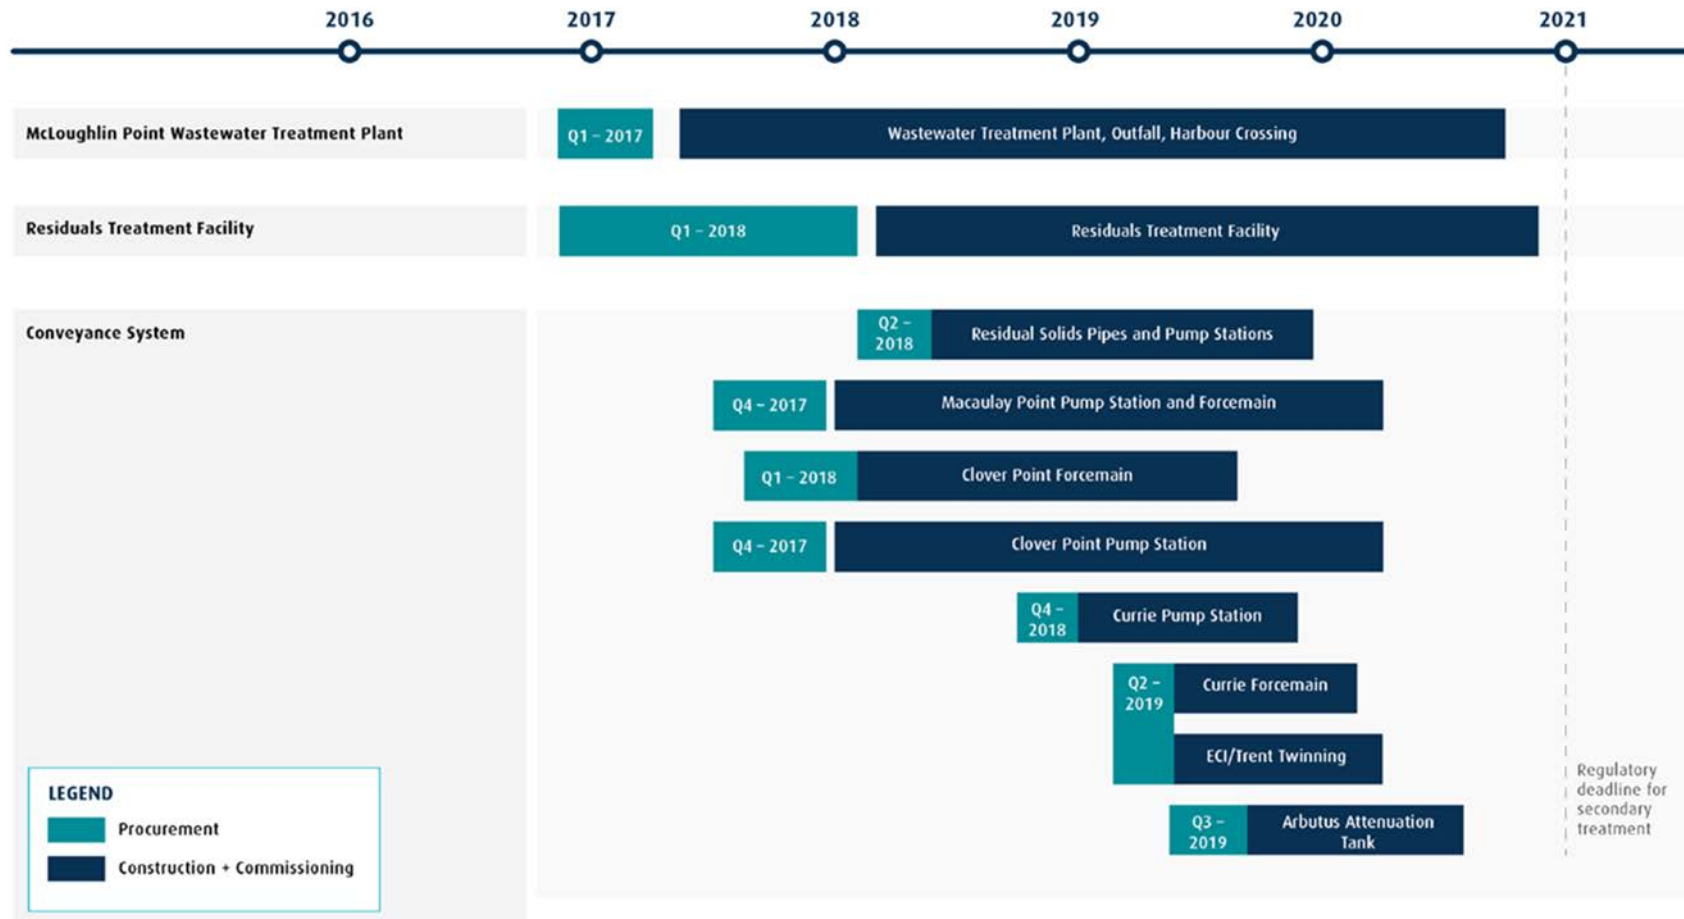 2016 2017 2018 2019 2020 2021
McLoughlin Point Wastewater Treatment Plant
Q1 – 2017
Wastewater Treatment Plant, Outfall, Harbour Crossing
Residuals Treatment Facility
Q1 – 2018
Residuals Treatment Facility
Conveyance System
Q2 –
2018
Residual Solids Pipes and Pump Stations
Q4 – 2017
Macaulay Point Pump Station and Forcemain
Q1 – 2018
Clover Point Forcemain
Q4 – 2017
Clover Point Pump Station
Q4 –
2018
Currie Pump Station
Q2 –
2019
Currie Forcemain
ECI/Trent Twinning
Q3 –
2019
Arbutus Attenuation
Tank
Regulatory
deadline for
secondary
treatment
LEGEND
Procurement
Construction + Commissioning